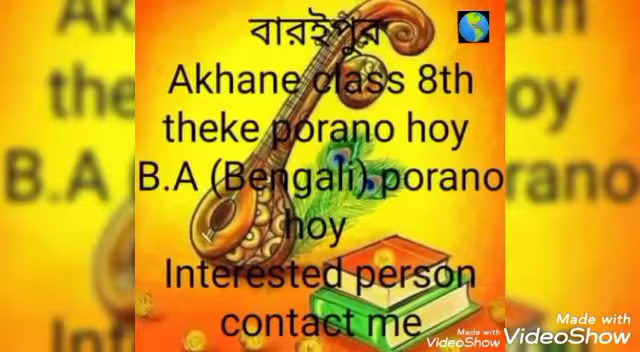 বারইপুর
Akhane class 8th
theke porano hoy
B.A (Bengali) porano
hoy
Interested person
contact me
Made with
VideoShow
Made with
VideoShow